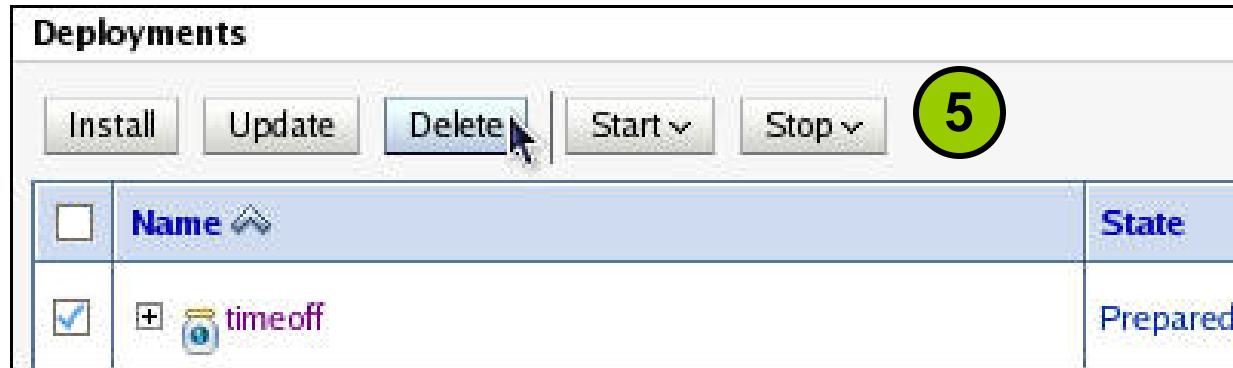 Deployments
Install Update Delete Start Stop 5
Name State
timeoff Prepared